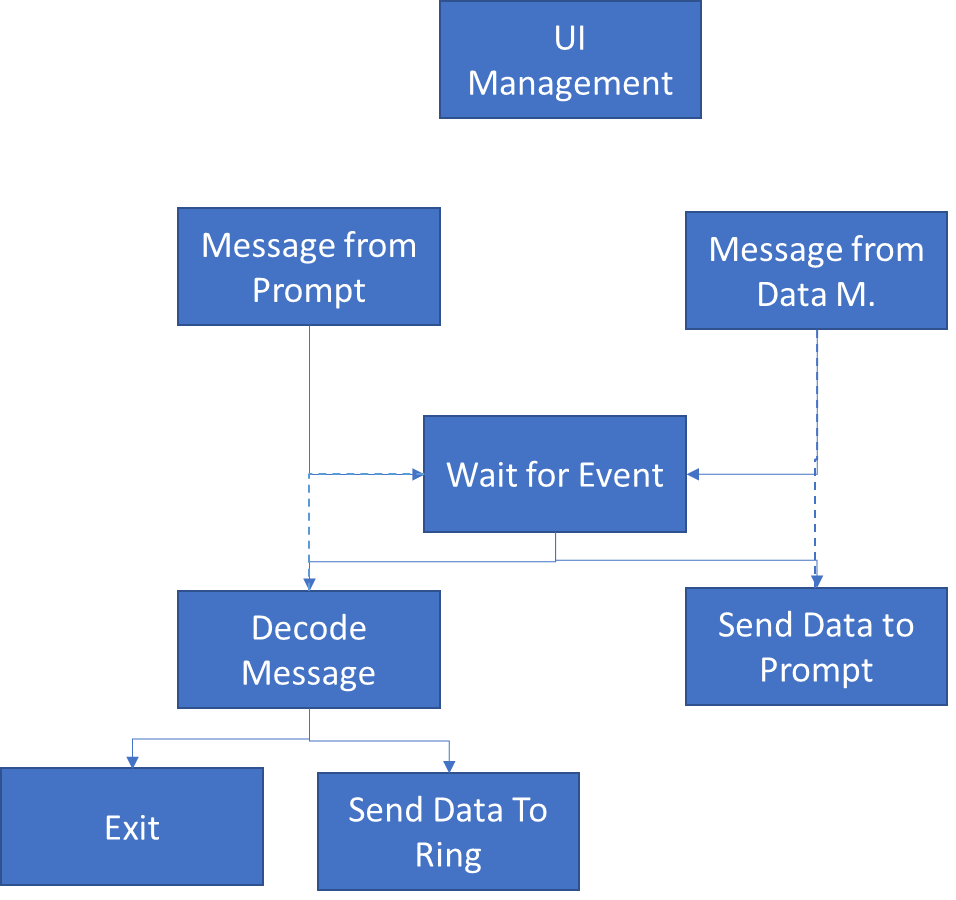 UI
Management
Message from
Prompt
Message from
Data M.
Wait for Event
Decode
Message
Send Data to
Prompt
Exit
Send Data To
Ring